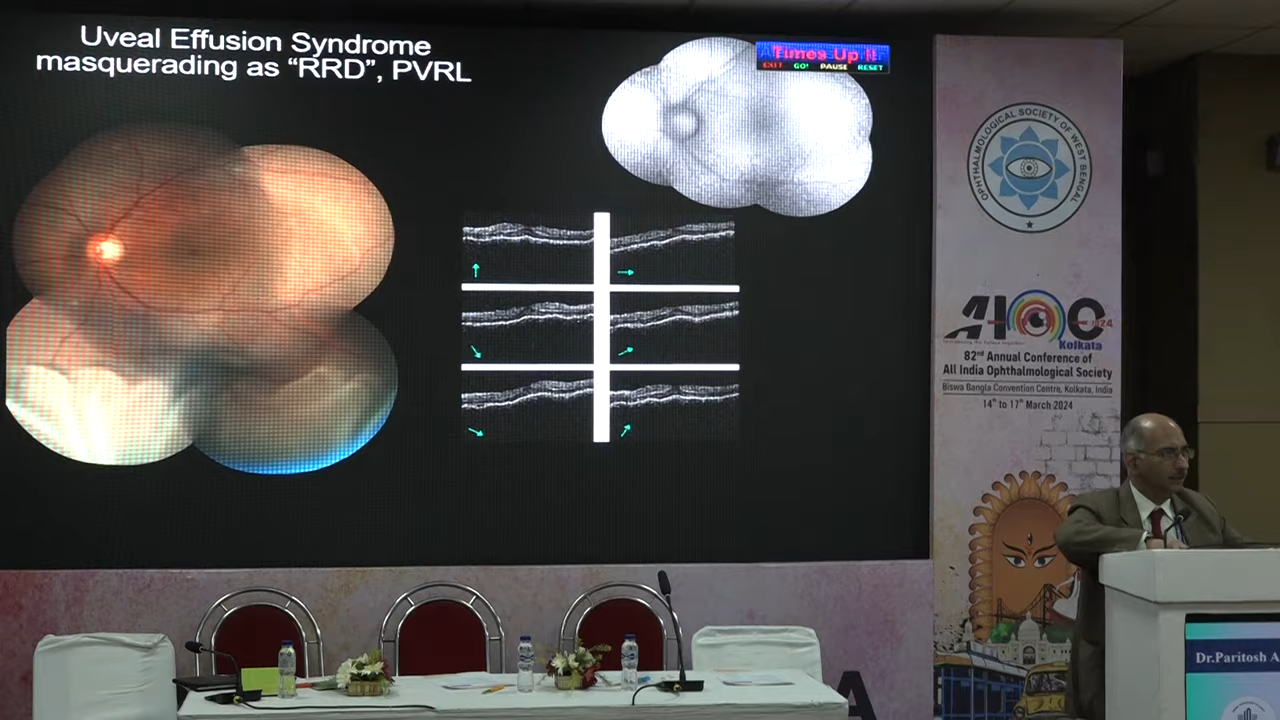 Uveal Effusion Syndrome
masquerading as “RRD”, PVRL
Times Up !!
EXIT GO! PAUSE RESET
OPHTHALMOLOGICAL SOCIETY OF WEST BENGAL
AIOC 2024
Kolkata
82nd Annual Conference of
All India Ophthalmological Society
Biswa Bangla Convention Centre, Kolkata, India
14th to 17th March 2024
Dr.Paritosh A
A